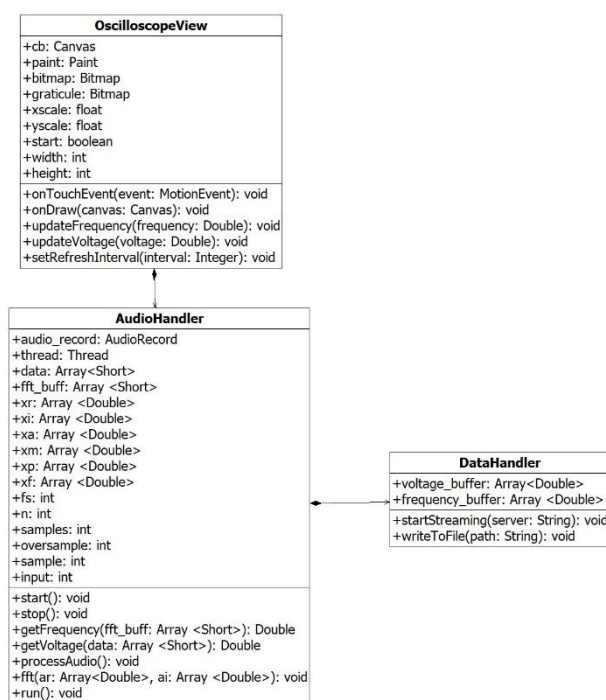 OscilloscopeView
+cb: Canvas
+paint: Paint
+bitmap: Bitmap
+graticule: Bitmap
+xscale: float
+yscale: float
+start: boolean
+width: int
+height: int
+onTouchEvent(event: MotionEvent): void
+onDraw(canvas: Canvas): void
+updateFrequency(frequency: Double): void
+updateVoltage(voltage: Double): void
+setRefreshInterval(interval: Integer): void
AudioHandler
+audio_record: AudioRecord
+thread: Thread
+data: Array<Short>
+fft_buff: Array <Short>
+xr: Array <Double>
+xi: Array <Double>
+xa: Array <Double>
+xm: Array <Double>
+xp: Array <Double>
+xf: Array <Double>
+fs: int
+n: int
+samples: int
+oversample: int
+sample: int
+input: int
+start(): void
+stop(): void
+getFrequency(fft_buff: Array <Short>): Double
+getVoltage(data: Array <Short>): Double
+processAudio(): void
+fft(ar: Array<Double>, ai: Array <Double>): void
+run(): void
DataHandler
+voltage_buffer: Array<Double>
+frequency_buffer: Array <Double>
+startStreaming(server: String): void
+writeToFile(path: String): void